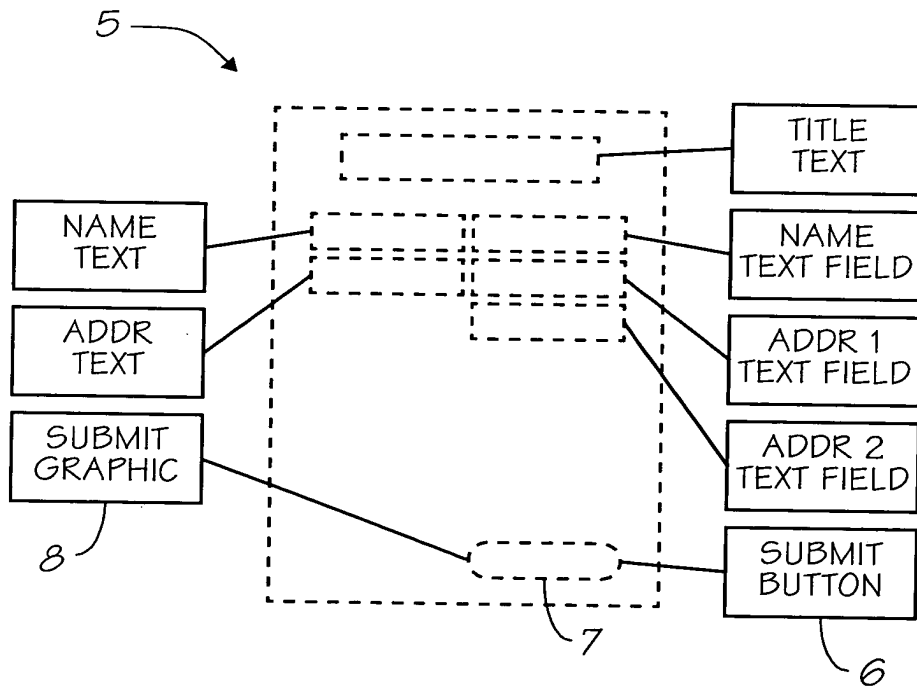 5
TITLE
TEXT
NAME
TEXT
NAME
TEXT FIELD
ADDR
TEXT
ADDR 1
TEXT FIELD
SUBMIT
GRAPHIC
ADDR 2
TEXT FIELD
8
SUBMIT
BUTTON
7
6